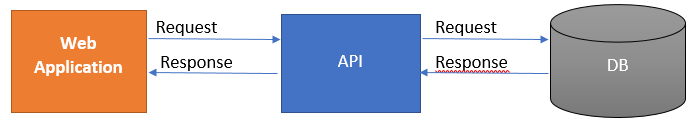 Web
Application
Request
Response
API
Request
Response
DB